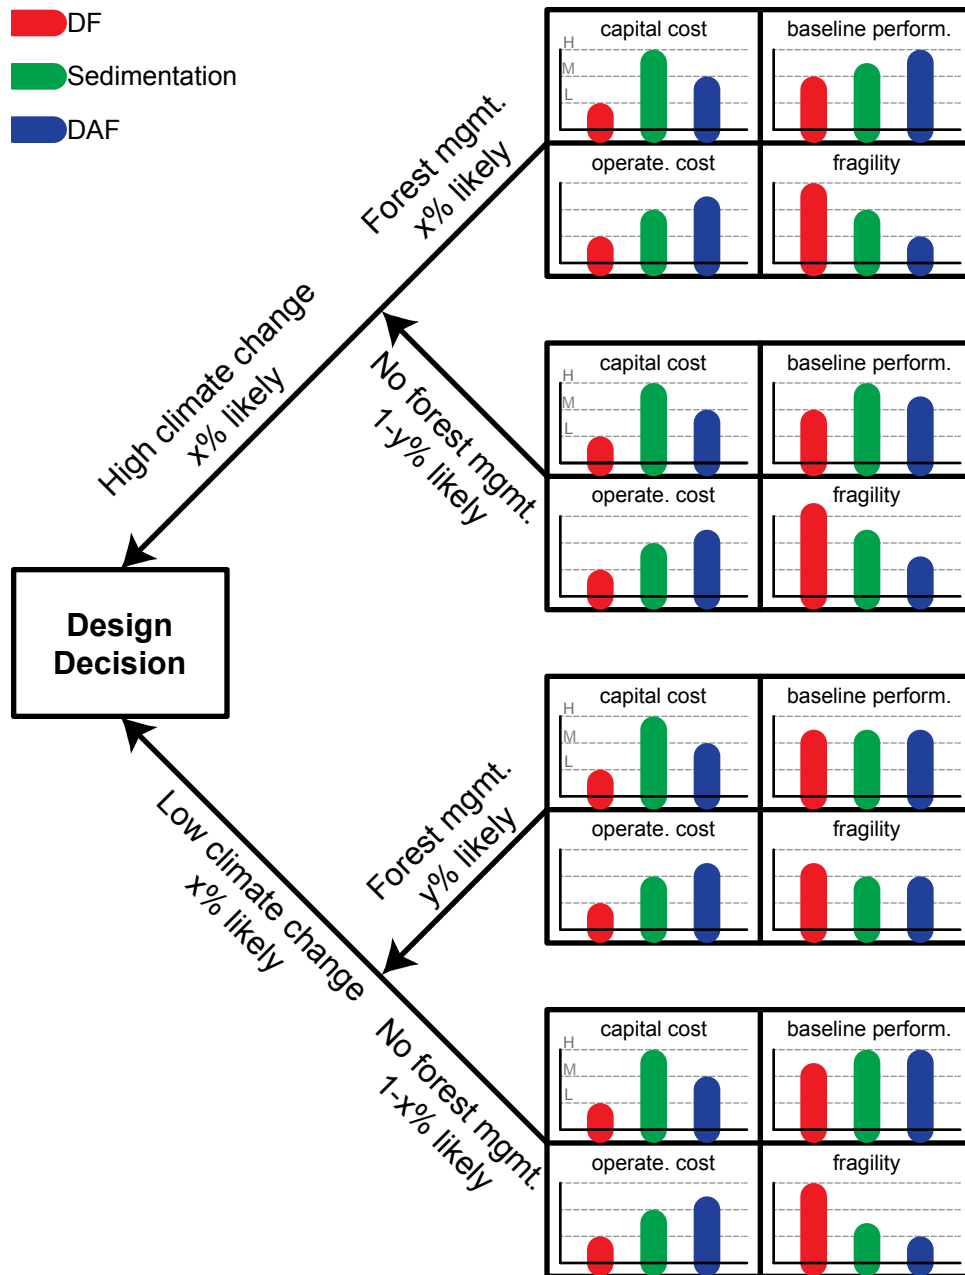 DF
Sedimentation
DAF
Forest mgmt.
x% likely
High climate change
x% likely
No forest mgmt.
1-y% likely
Design
Decision
Low climate change
x% likely
Forest mgmt.
y% likely
No forest mgmt.
1-x% likely
capital cost
H
M
L
baseline perform.
operate. cost
fragility
capital cost
H
M
L
baseline perform.
operate. cost
fragility
capital cost
H
M
L
baseline perform.
operate. cost
fragility
capital cost
H
M
L
baseline perform.
operate. cost
fragility